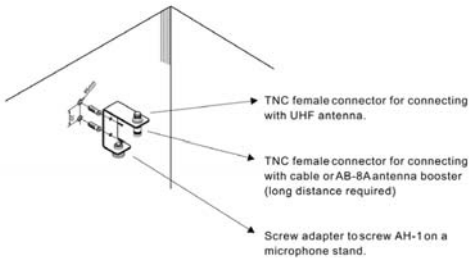 TNC female connector for connecting
with UHF antenna.
TNC female connector for connecting
with cable or AB-8A antenna booster
(long distance required)
Screw adapter to screw AH-1 on a
microphone stand.